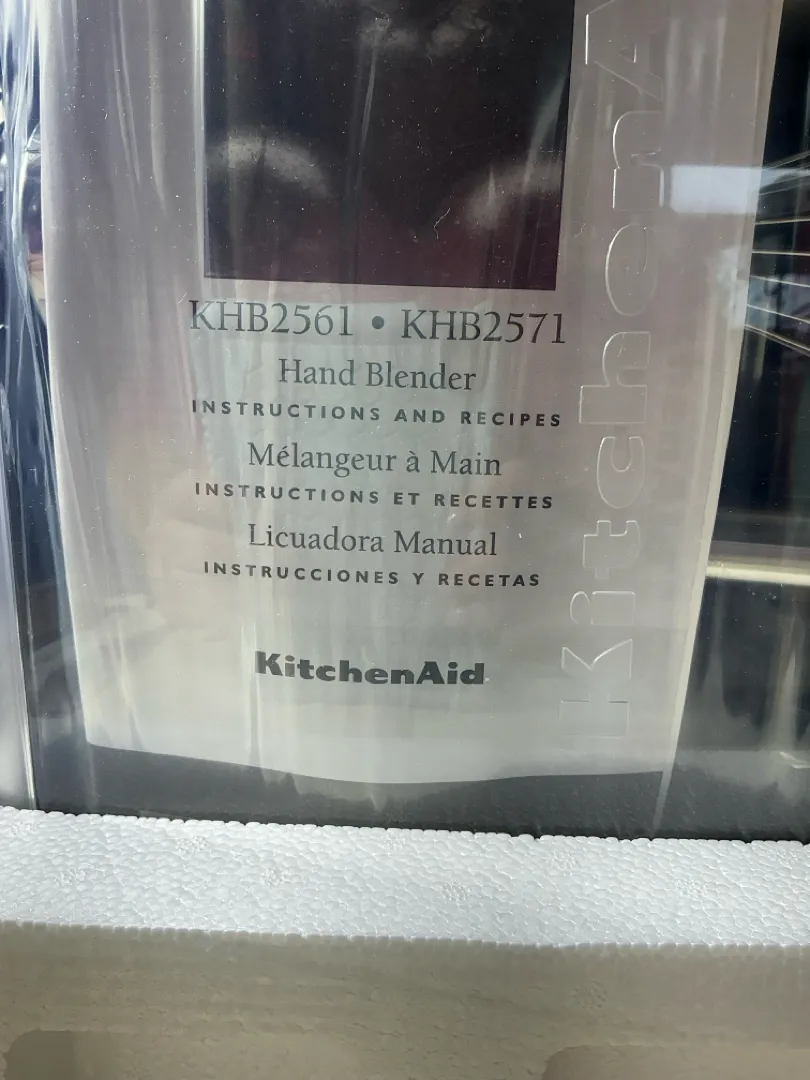 KHB2561 • KHB2571
Hand Blender
INSTRUCTIONS AND RECIPES
Mélangeur à Main
INSTRUCTIONS ET RECETTES
Licuadora Manual
INSTRUCCIONES Y RECETAS
KitchenAid
KitchenA